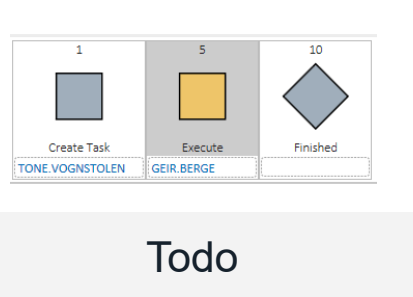 1 5 10
Create Task Execute Finished
TONE.VOGNSTOLEN GEIR.BERGE
Todo